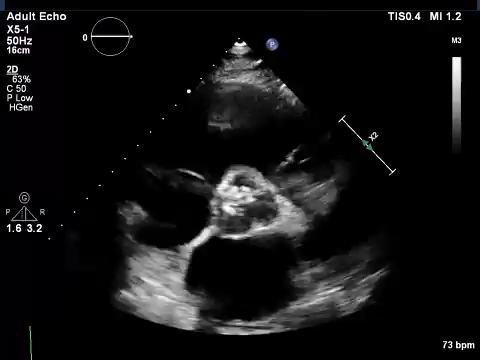 Adult Echo
X5-1
50Hz
16cm
2D
63%
C 50
P Low
HGen
0
P
TIS0.4 MI 1.2
M3
X2
G
P R
1.6 3.2
73 bpm